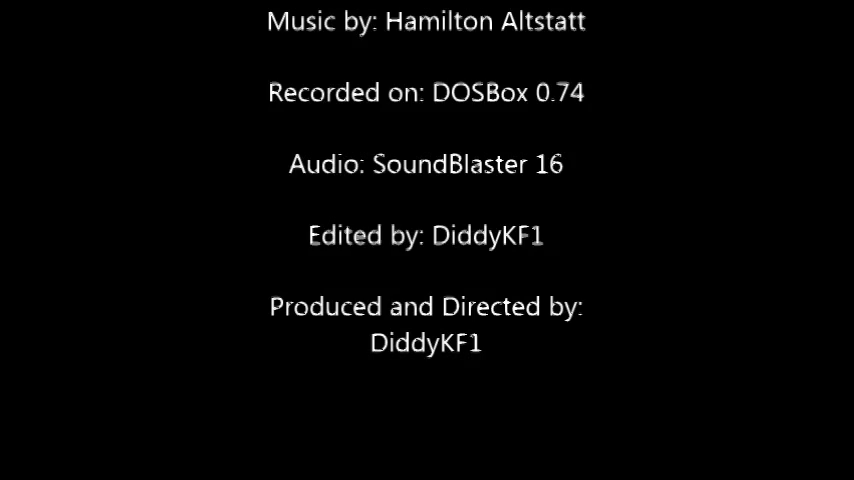 Music by: Hamilton Altstatt
Recorded on: DOSBox 0.74
Audio: SoundBlaster 16
Edited by: DiddyKF1
Produced and Directed by:
DiddyKF1